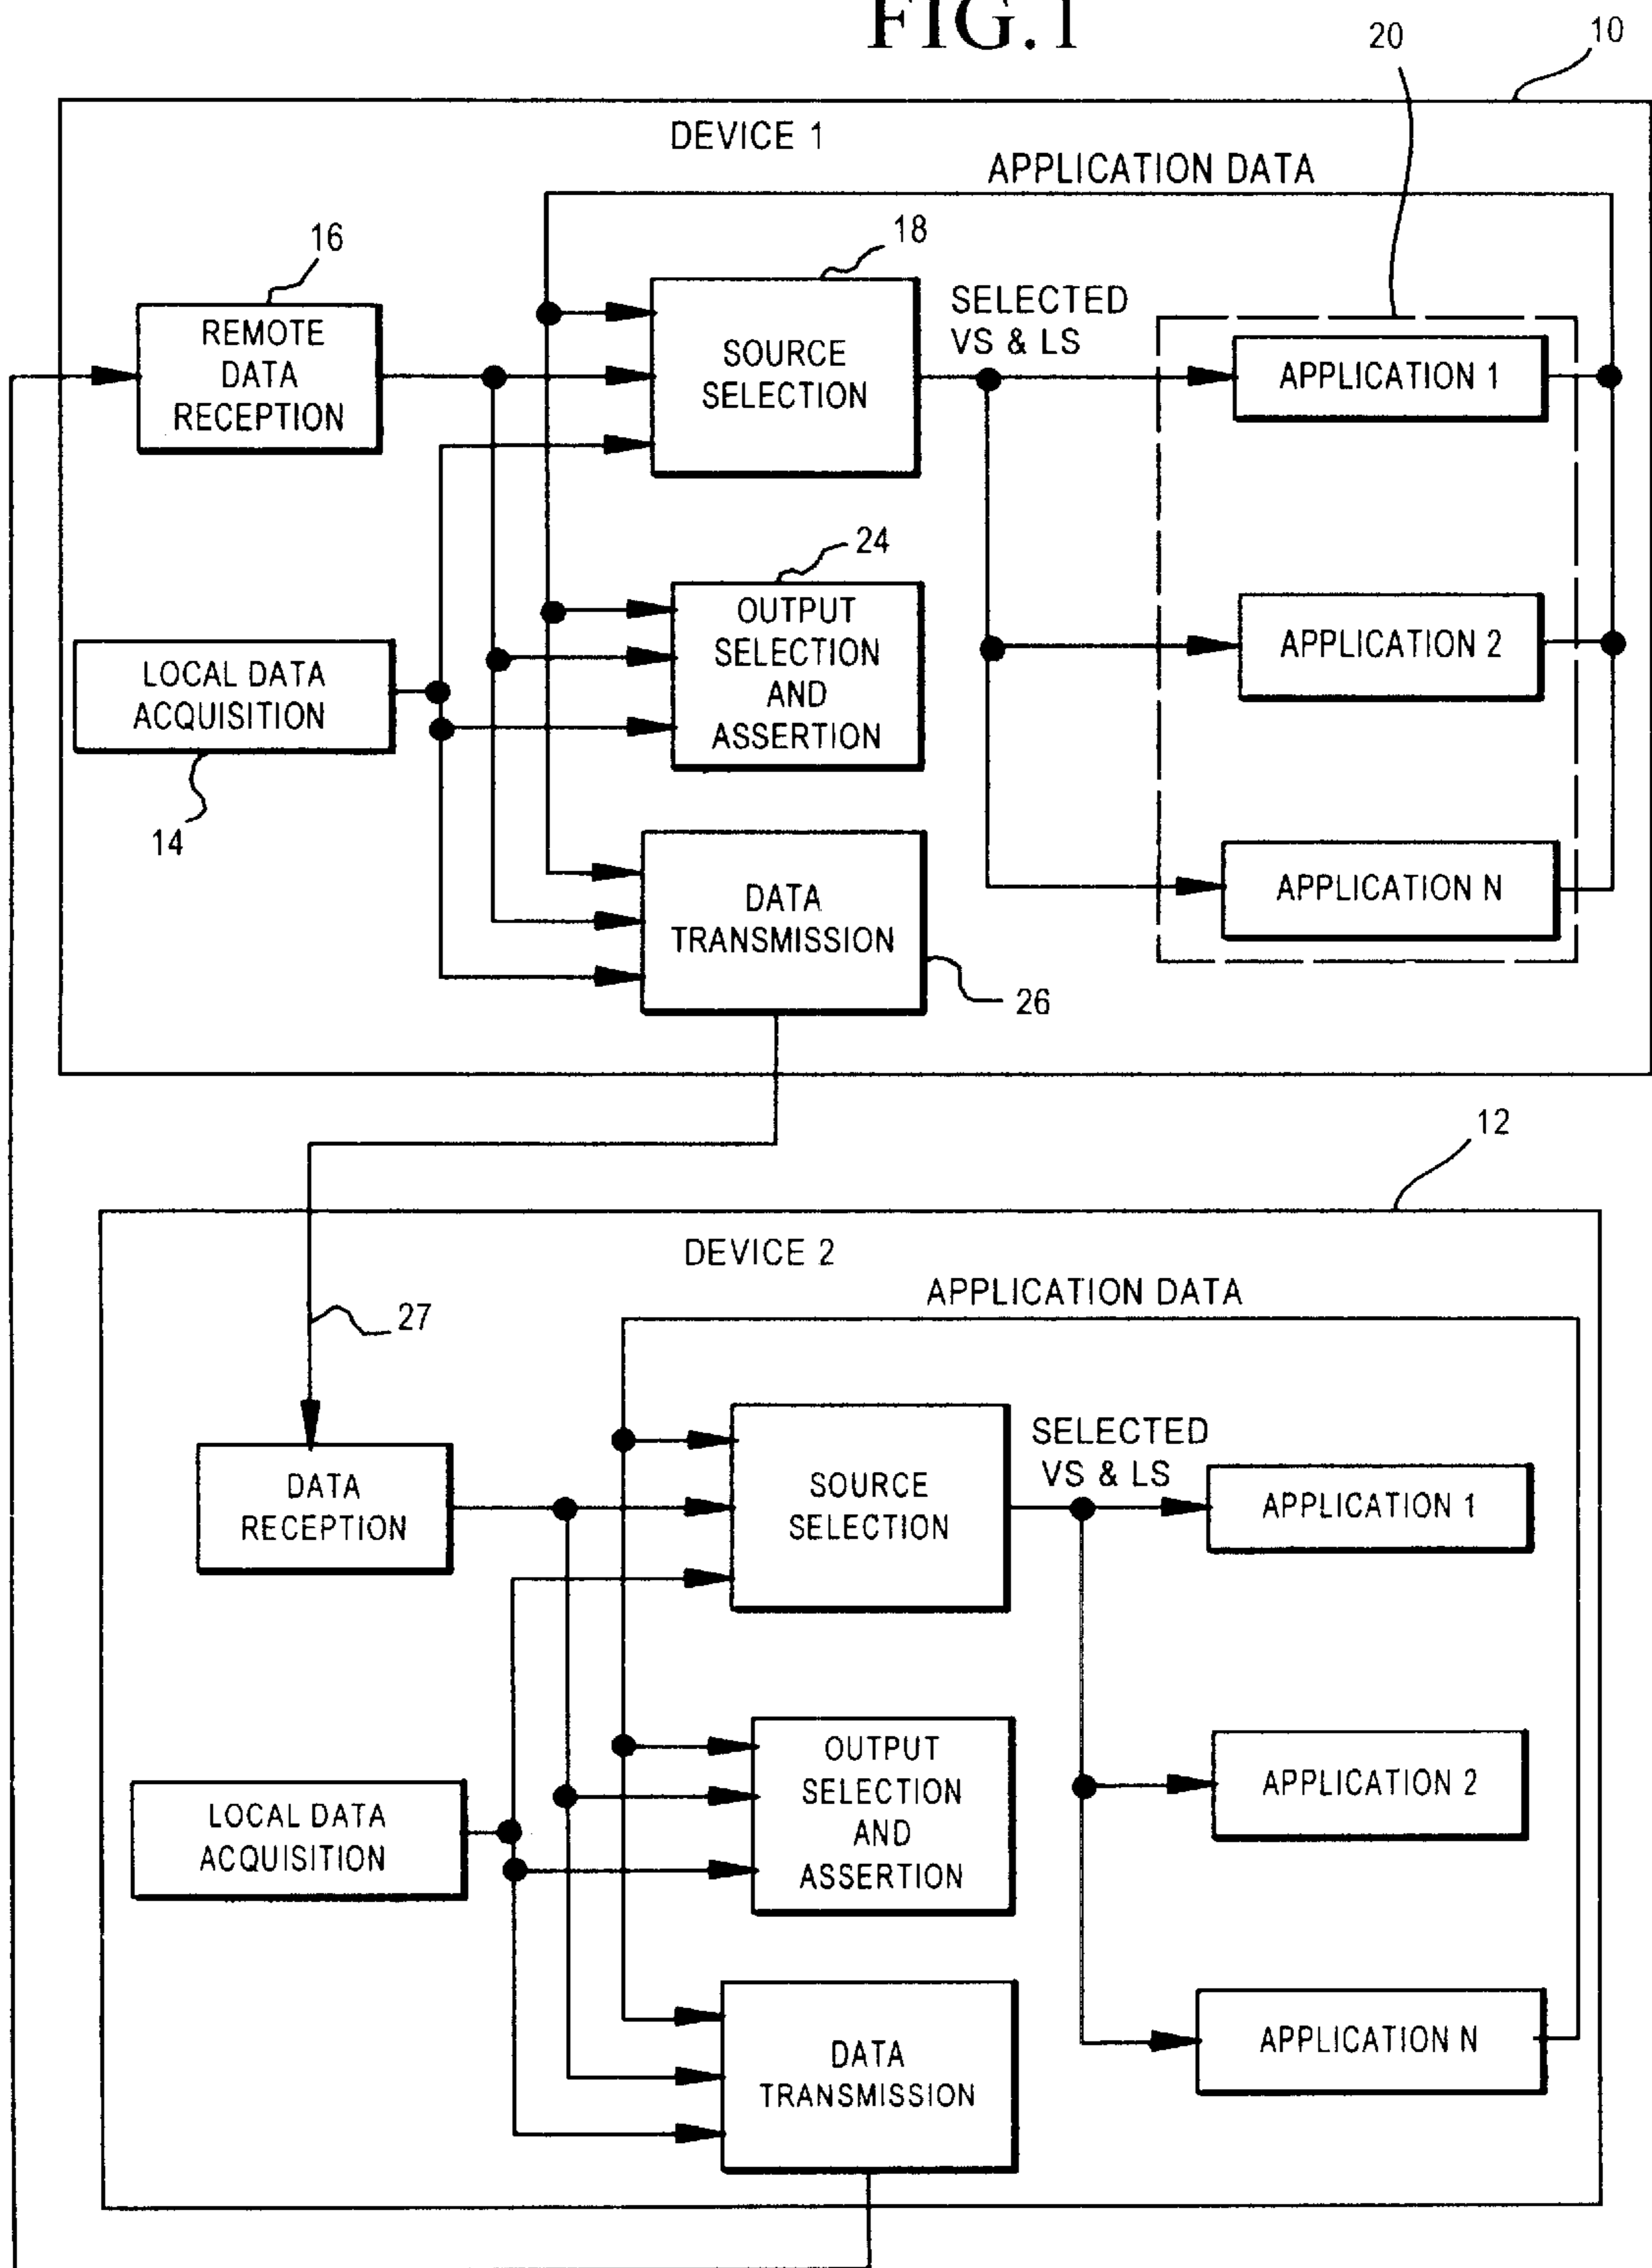 FIG.1
20
10
DEVICE 1
APPLICATION DATA
16
18
REMOTE
DATA
RECEPTION
SOURCE
SELECTION
SELECTED
VS & LS
APPLICATION 1
24
OUTPUT
SELECTION
AND
ASSERTION
APPLICATION 2
LOCAL DATA
ACQUISITION
14
DATA
TRANSMISSION
APPLICATION N
26
12
DEVICE 2
APPLICATION DATA
27
DATA
RECEPTION
SOURCE
SELECTION
SELECTED
VS & LS
APPLICATION 1
OUTPUT
SELECTION
AND
ASSERTION
APPLICATION 2
LOCAL DATA
ACQUISITION
DATA
TRANSMISSION
APPLICATION N